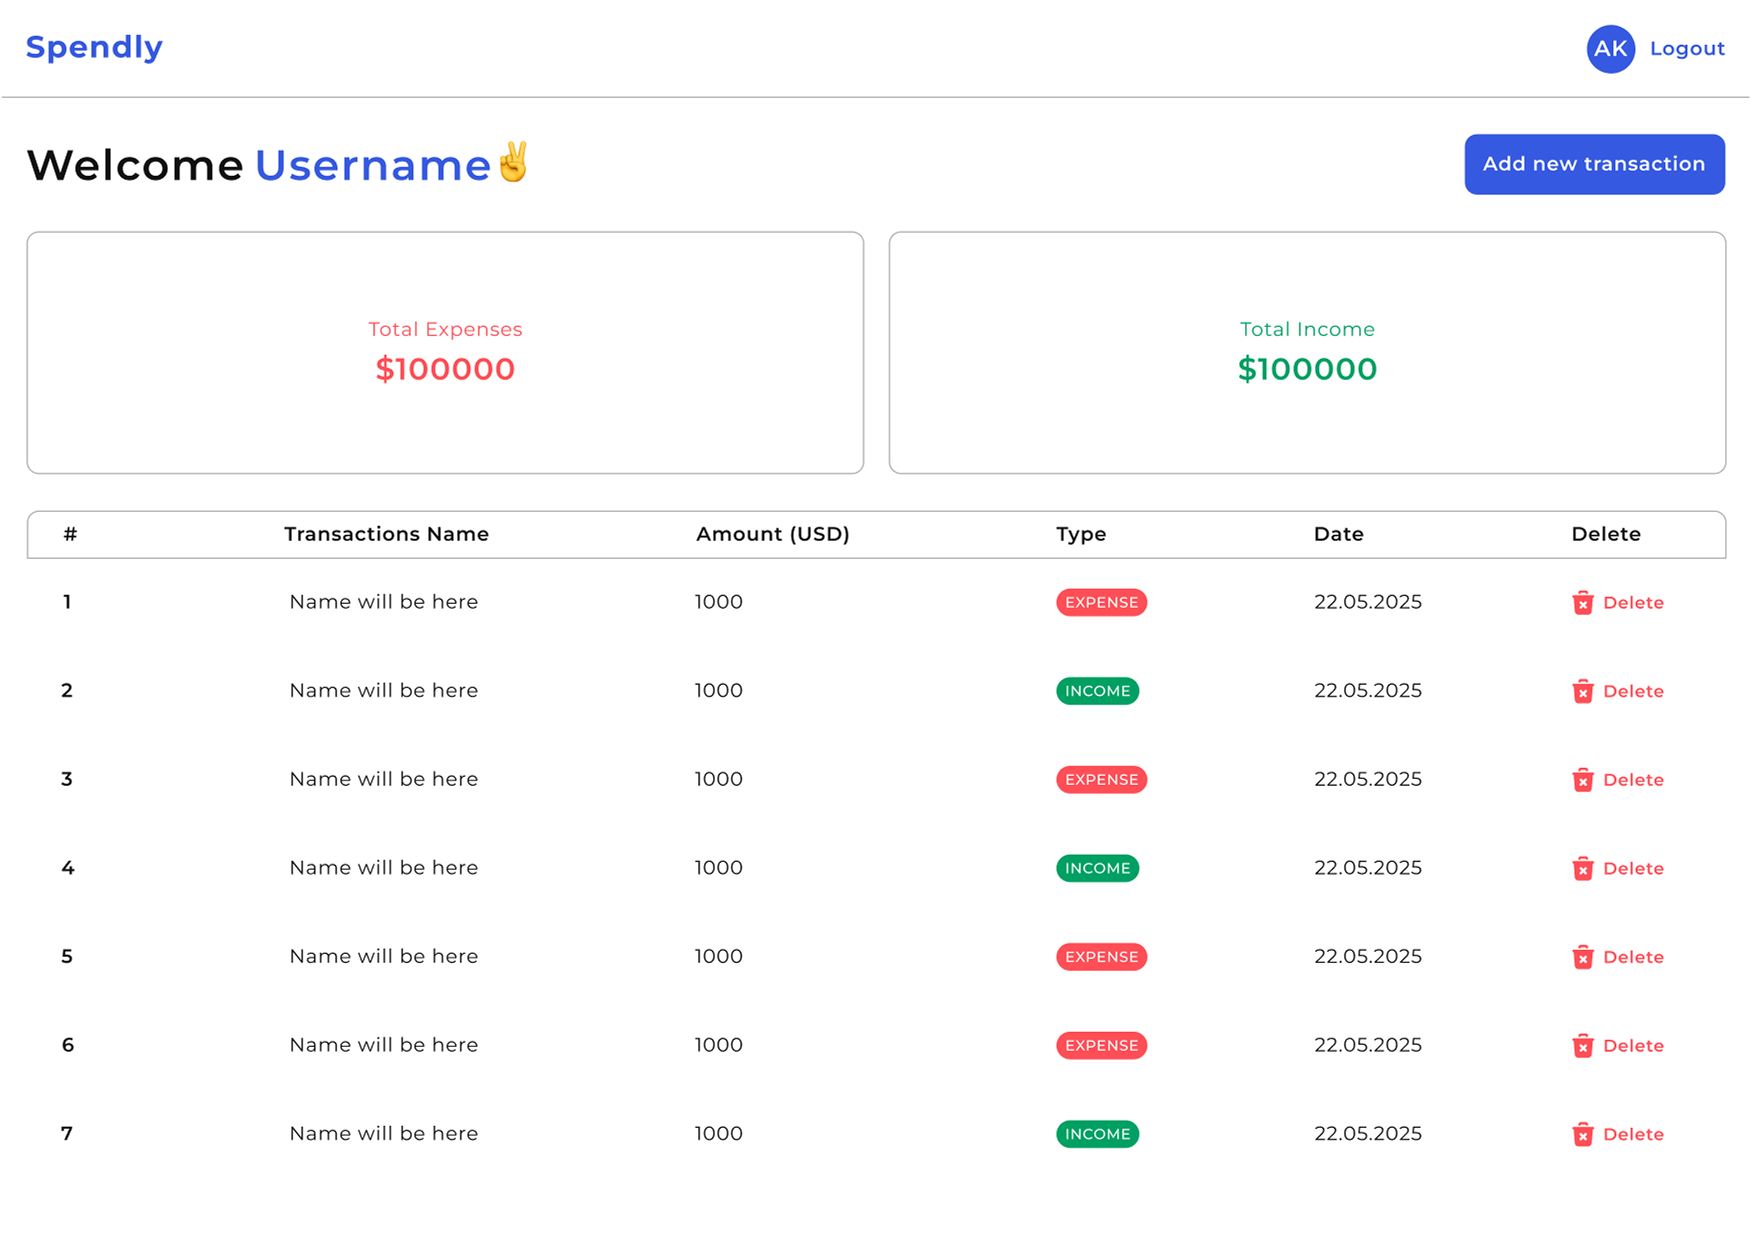 Spendly
AK Logout
Welcome Username✌️
Add new transaction
Total Expenses
$100000
Total Income
$100000
# Transactions Name Amount (USD) Type Date Delete
1 Name will be here 1000 EXPENSE 22.05.2025 Delete
2 Name will be here 1000 INCOME 22.05.2025 Delete
3 Name will be here 1000 EXPENSE 22.05.2025 Delete
4 Name will be here 1000 INCOME 22.05.2025 Delete
5 Name will be here 1000 EXPENSE 22.05.2025 Delete
6 Name will be here 1000 EXPENSE 22.05.2025 Delete
7 Name will be here 1000 INCOME 22.05.2025 Delete